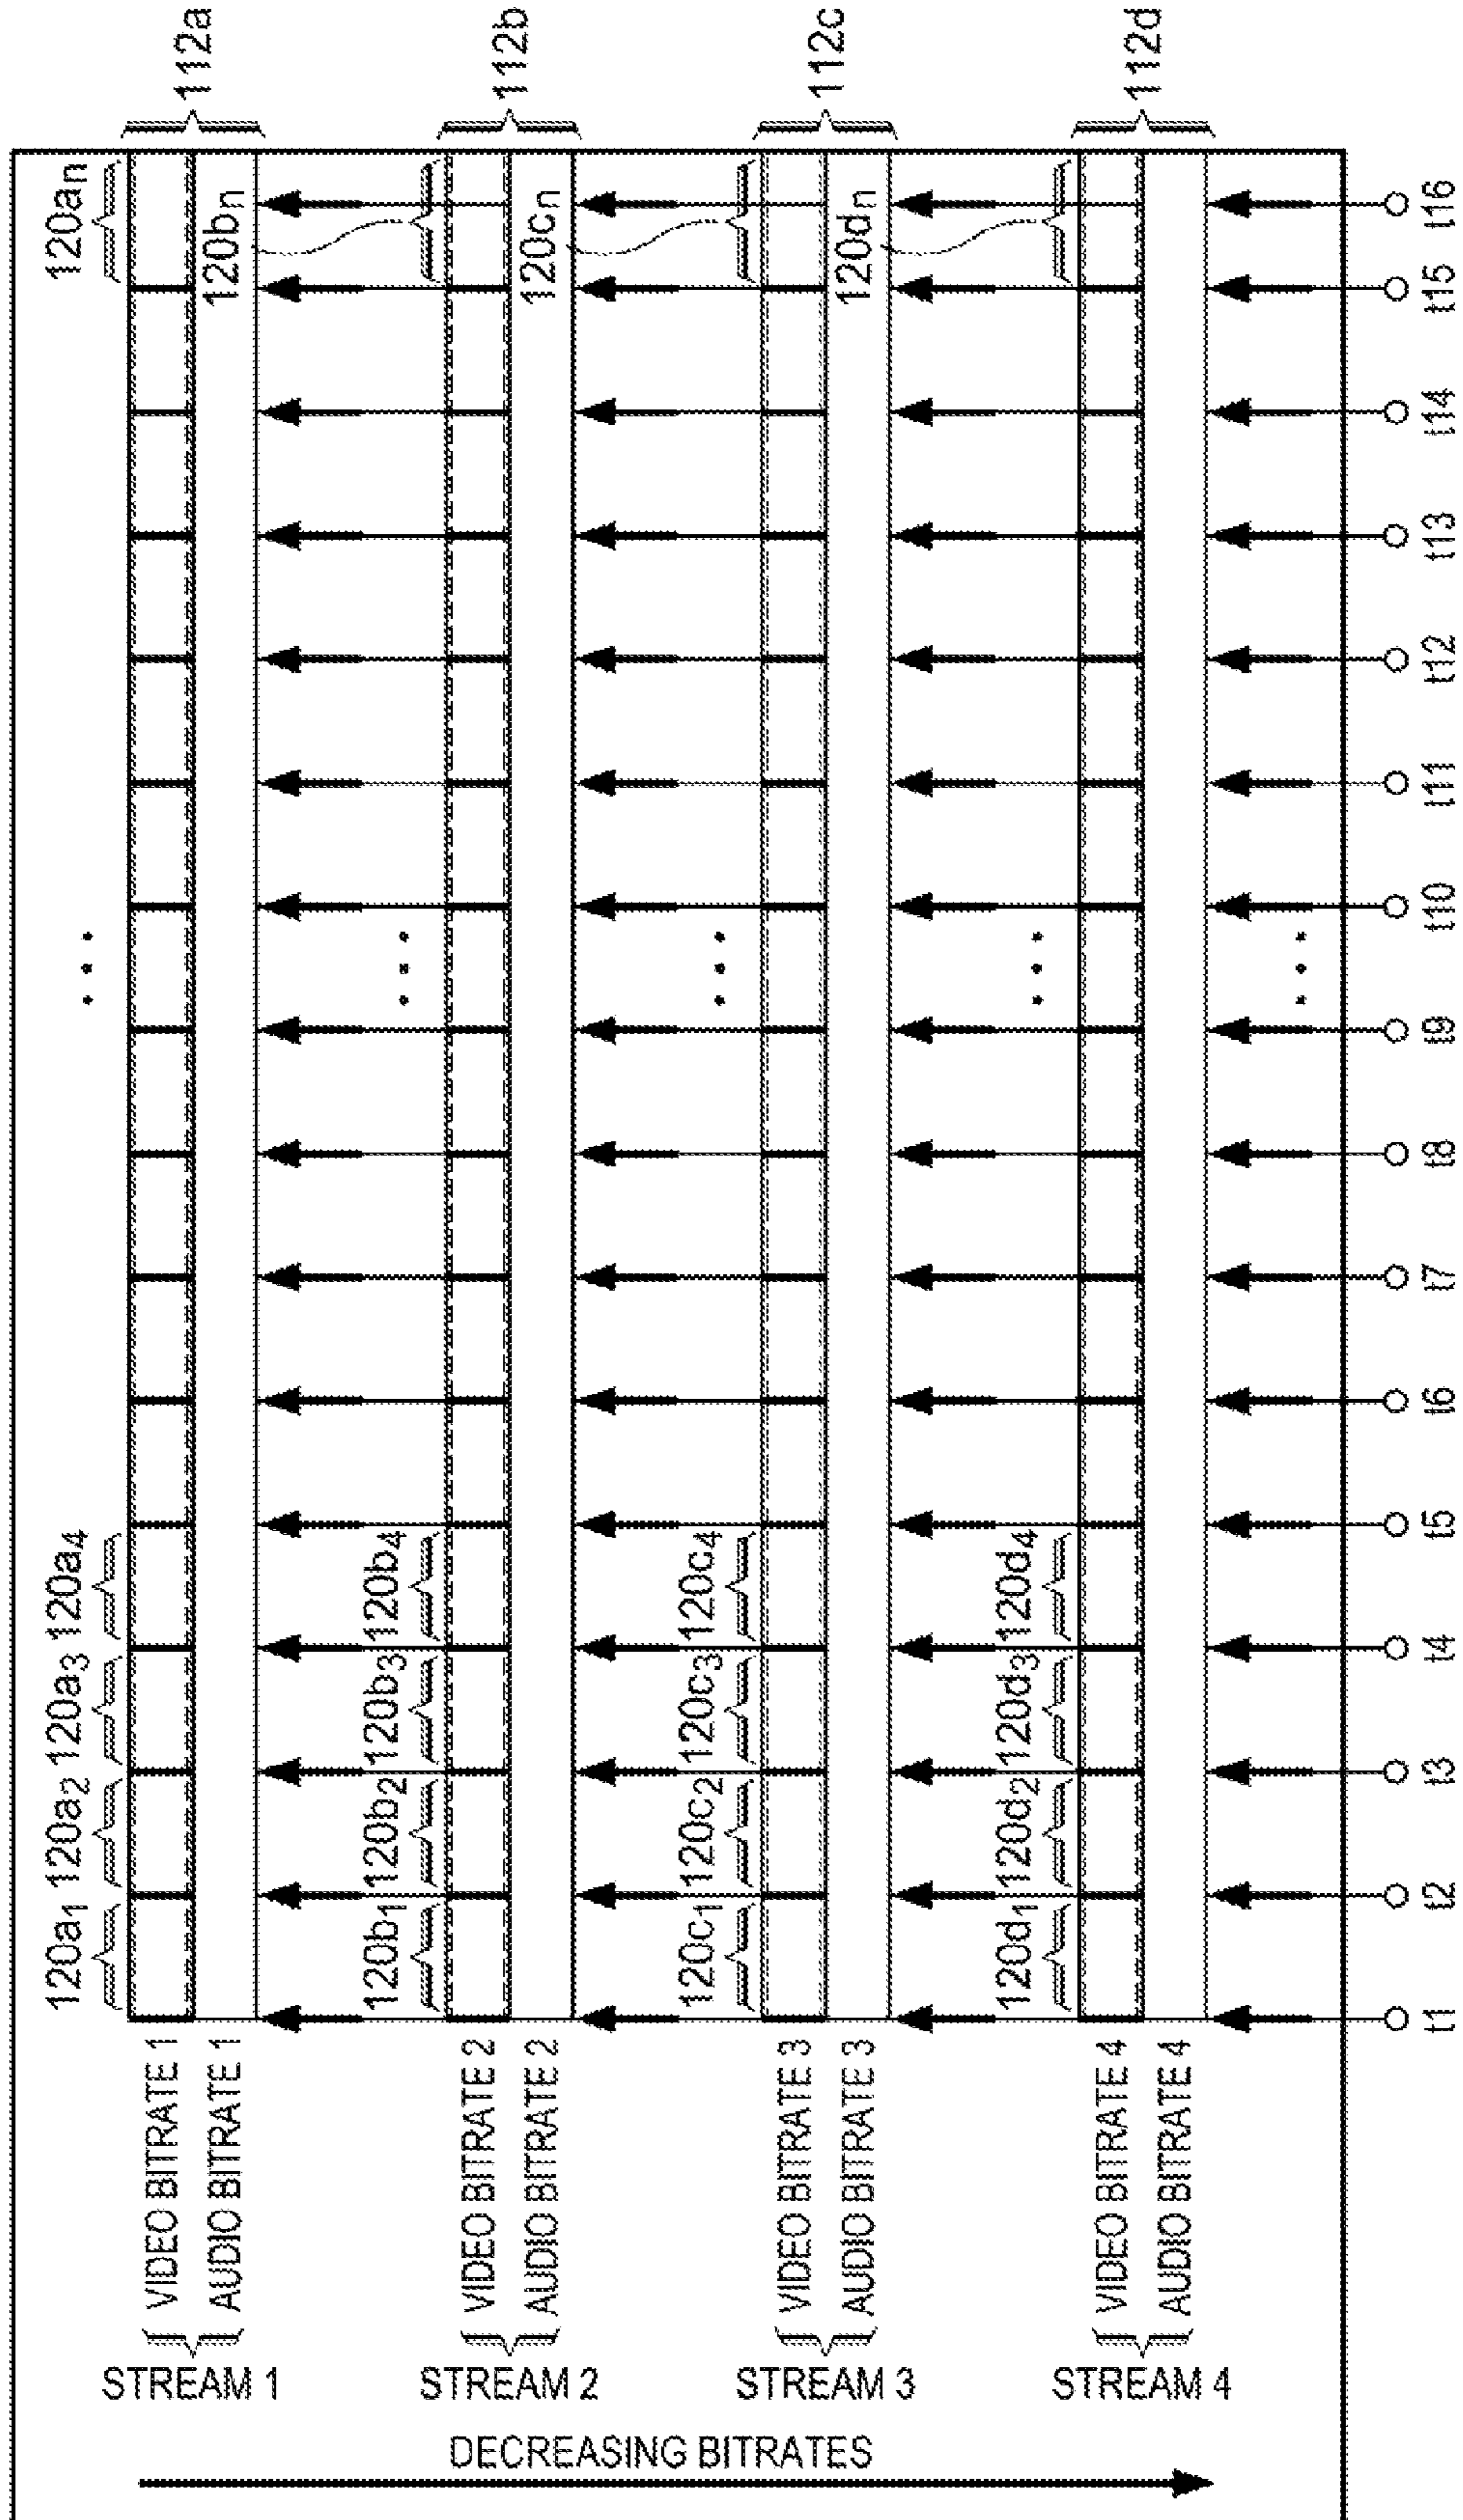 120a1 120a2 120a3 120a4 ... 120an
STREAM 1
VIDEO BITRATE 1
AUDIO BITRATE 1
112a
120bn
120b1 120b2 120b3 120b4 ...
STREAM 2
VIDEO BITRATE 2
AUDIO BITRATE 2
112b
120cn
120c1 120c2 120c3 120c4 ...
STREAM 3
VIDEO BITRATE 3
AUDIO BITRATE 3
112c
120dn
120d1 120d2 120d3 120d4 ...
STREAM 4
VIDEO BITRATE 4
AUDIO BITRATE 4
112d
...
DECREASING BITRATES
t1 t2 t3 t4 t5 t6 t7 t8 t9 t10 t11 t12 t13 t14 t15 t16